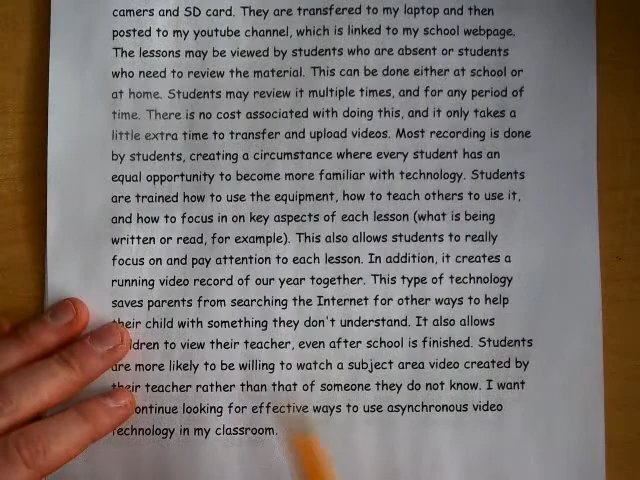 camers and SD card. They are transfered to my laptop and then
posted to my youtube channel, which is linked to my school webpage.
The lessons may be viewed by students who are absent or students
who need to review the material. This can be done either at school or
at home. Students may review it multiple times, and for any period of
time. There is no cost associated with doing this, and it only takes a
little extra time to transfer and upload videos. Most recording is done
by students, creating a circumstance where every student has an
equal opportunity to become more familiar with technology. Students
are trained how to use the equipment, how to teach others to use it,
and how to focus in on key aspects of each lesson (what is being
written or read, for example). This also allows students to really
focus on and pay attention to each lesson. In addition, it creates a
running video record of our year together. This type of technology
saves parents from searching the Internet for other ways to help
their child with something they don't understand. It also allows
children to view their teacher, even after school is finished. Students
are more likely to be willing to watch a subject area video created by
their teacher rather than that of someone they do not know. I want
continue looking for effective ways to use asynchronous video
technology in my classroom.